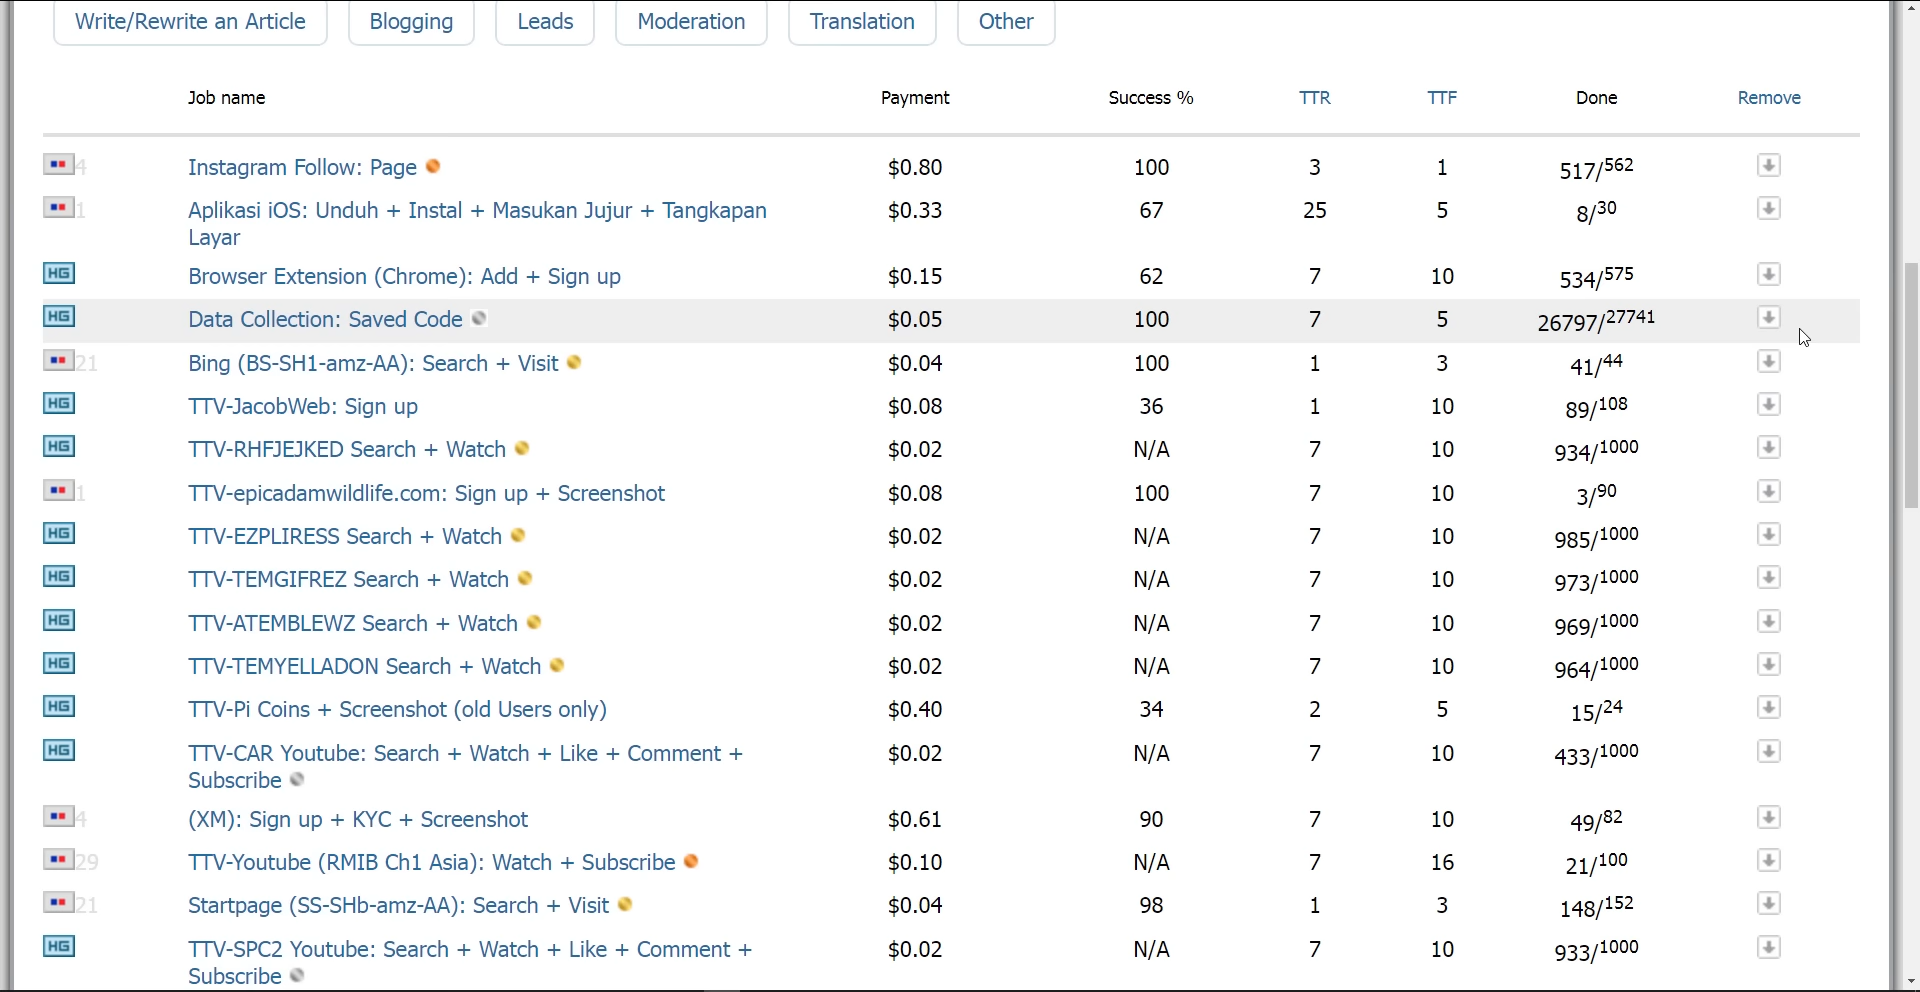 Write/Rewrite an Article Blogging Leads Moderation Translation Other
Job name Payment Success % TTR TTF Done Remove
4 Instagram Follow: Page $0.80 100 3 1 517/562
1 Aplikasi iOS: Unduh + Instal + Masukan Jujur + Tangkapan $0.33 67 25 5 8/30
Layar
HG Browser Extension (Chrome): Add + Sign up $0.15 62 7 10 534/575
HG Data Collection: Saved Code $0.05 100 7 5 26797/27741
21 Bing (BS-SH1-amz-AA): Search + Visit $0.04 100 1 3 41/44
HG TTV-JacobWeb: Sign up $0.08 36 1 10 89/108
HG TTV-RHFJEJKED Search + Watch $0.02 N/A 7 10 934/1000
1 TTV-epicadamwildlife.com: Sign up + Screenshot $0.08 100 7 10 3/90
HG TTV-EZPLIRESS Search + Watch $0.02 N/A 7 10 985/1000
HG TTV-TEMGIFREZ Search + Watch $0.02 N/A 7 10 973/1000
HG TTV-ATEMBLEWZ Search + Watch $0.02 N/A 7 10 969/1000
HG TTV-TEMYELLADON Search + Watch $0.02 N/A 7 10 964/1000
HG TTV-Pi Coins + Screenshot (old Users only) $0.40 34 2 5 15/24
HG TTV-CAR Youtube: Search + Watch + Like + Comment + $0.02 N/A 7 10 433/1000
Subscribe
4 (XM): Sign up + KYC + Screenshot $0.61 90 7 10 49/82
29 TTV-Youtube (RMIB Ch1 Asia): Watch + Subscribe $0.10 N/A 7 16 21/100
21 Startpage (SS-SHb-amz-AA): Search + Visit $0.04 98 1 3 148/152
HG TTV-SPC2 Youtube: Search + Watch + Like + Comment + $0.02 N/A 7 10 933/1000
Subscribe